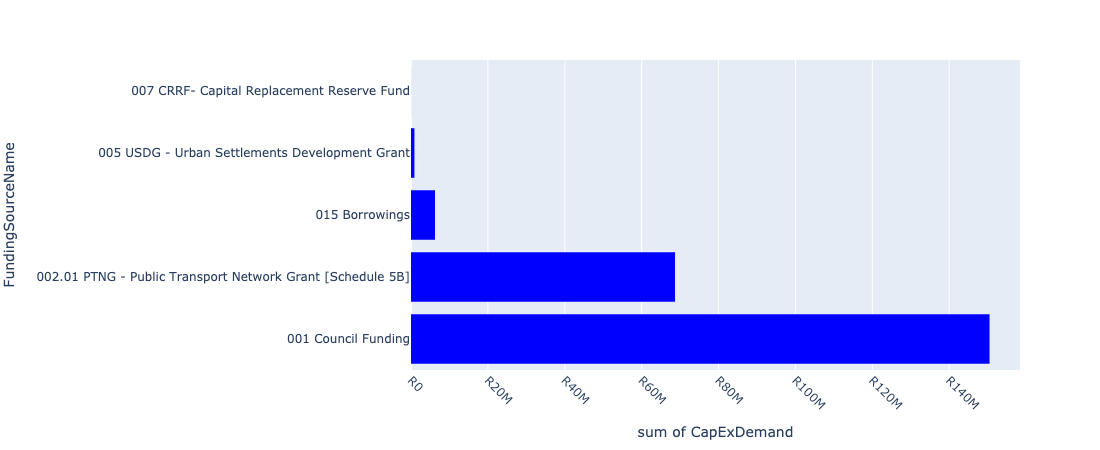 FundingSourceName
007 CRRF- Capital Replacement Reserve Fund
005 USDG - Urban Settlements Development Grant
015 Borrowings
002.01 PTNG - Public Transport Network Grant [Schedule 5B]
001 Council Funding
R0
R20M
R40M
R60M
R80M
R100M
R120M
R140M
sum of CapExDemand